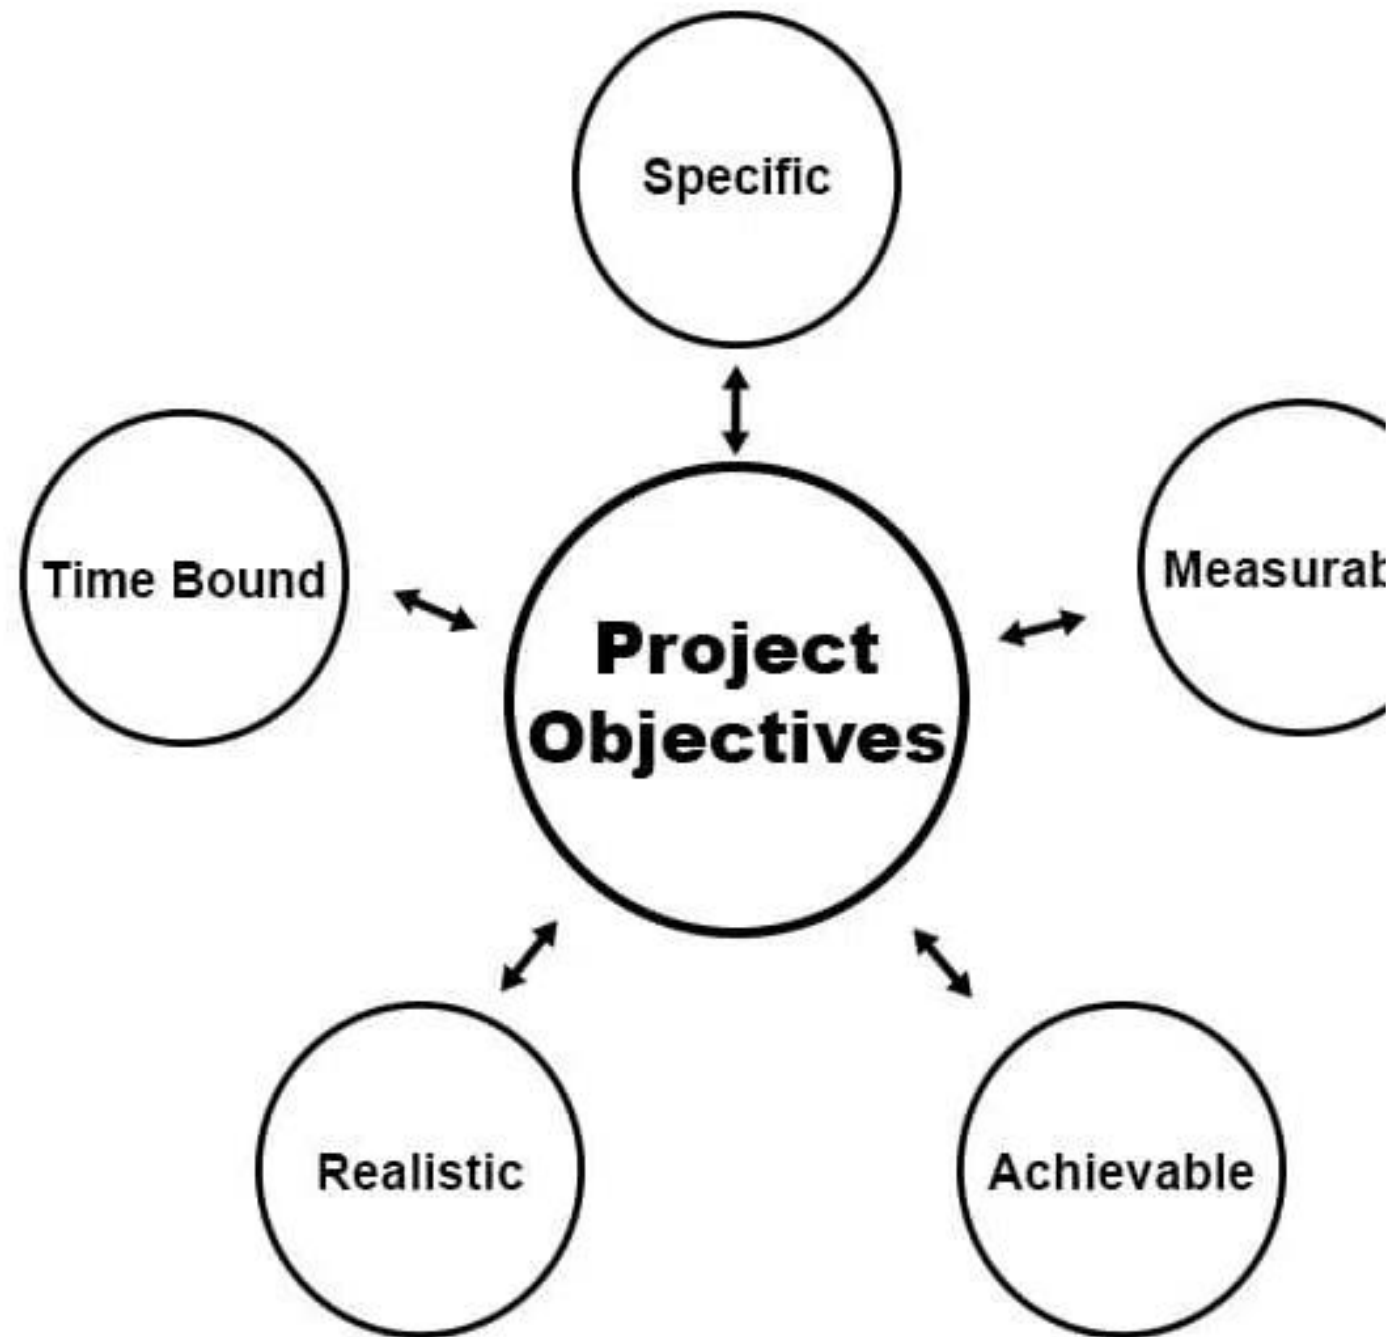 Specific
Time Bound
Measurab
Project
Objectives
Realistic
Achievable